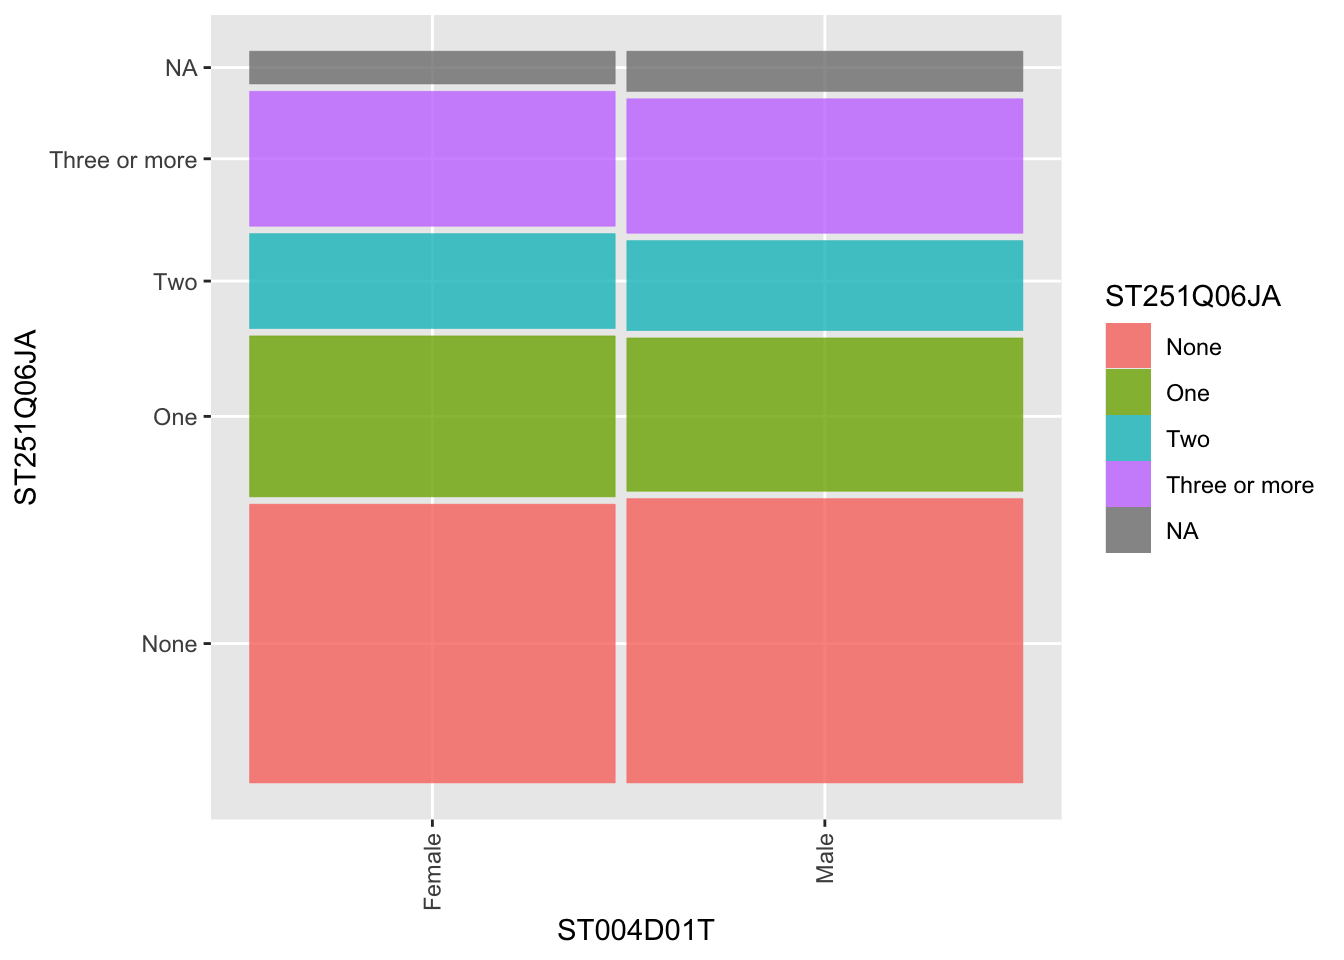 ST251Q06JA
NA
Three or more
Two
One
None
Female
Male
ST004D01T
ST251Q06JA
None
One
Two
Three or more
NA